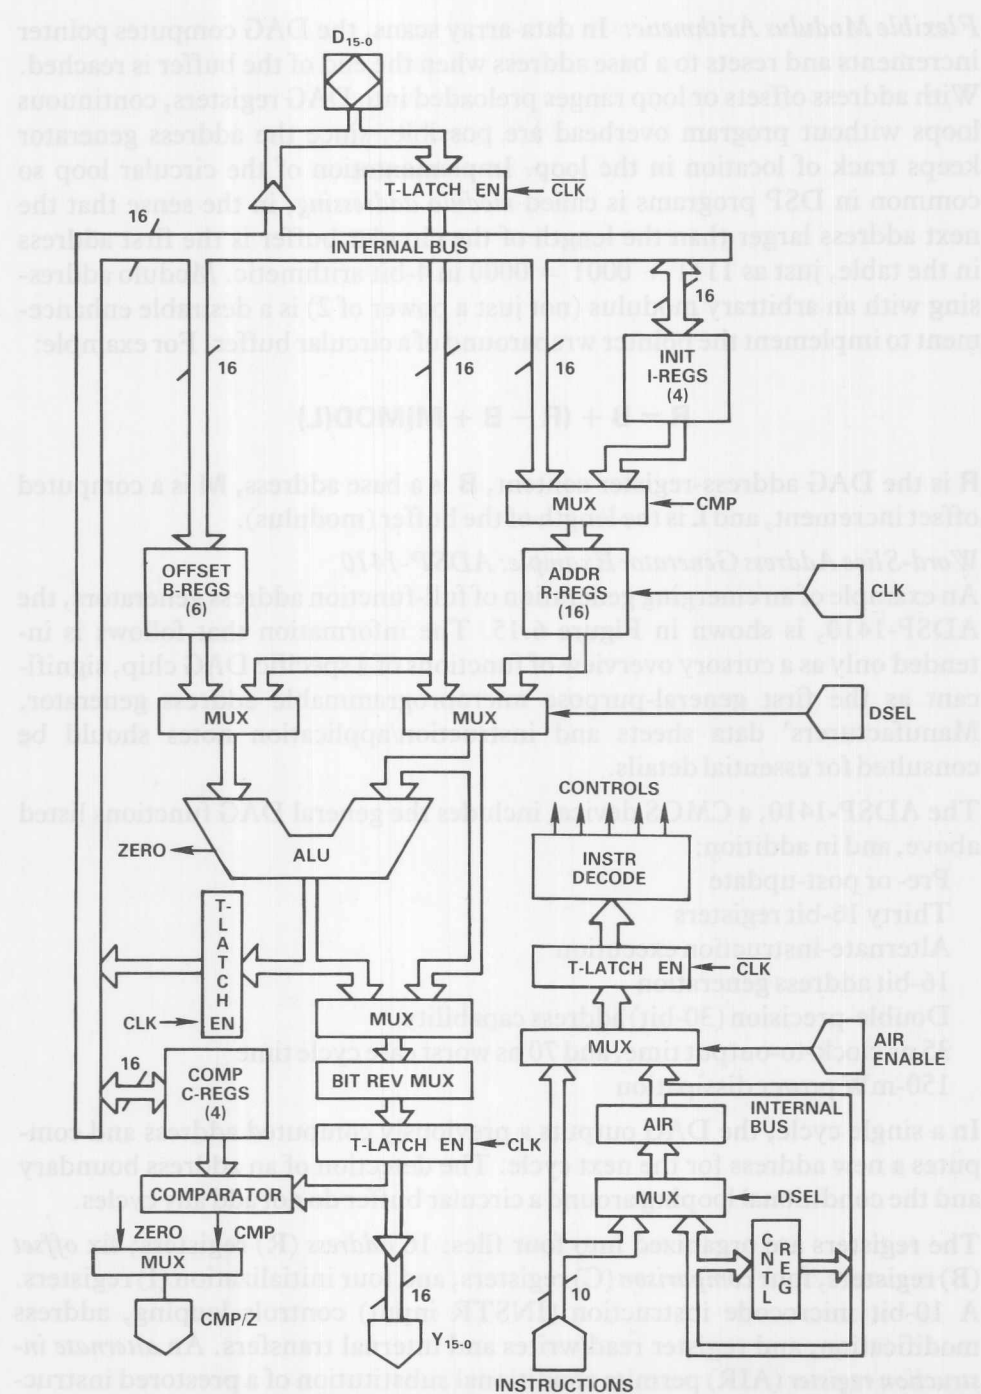 D15-0
T-LATCH EN
CLK
16
INTERNAL BUS
16
16
16
16
INIT
I-REGS
(4)
MUX
CMP
OFFSET
B-REGS
(6)
ADDR
R-REGS
(16)
CLK
MUX
MUX
DSEL
CONTROLS
ZERO
ALU
INSTR
DECODE
T-LATCH
EN
T-LATCH EN
CLK
CLK
MUX
MUX
AIR
ENABLE
16
COMP
C-REGS
(4)
BIT REV MUX
AIR
INTERNAL
BUS
T-LATCH EN
CLK
COMPARATOR
MUX
DSEL
ZERO
CMP
MUX
CNTL
REG
16
10
CMP/Z
Y15-0
INSTRUCTIONS
Flexible Modulus Arithmetic: In data-array scans, the DAG computes pointer
increments and resets to a base address when the end of the buffer is reached.
With address offsets or loop ranges preloaded into DAG registers, continuous
loops without program overhead are possible, since the address generator
keeps track of location in the loop. Implementation of the circular loop so
common in DSP programs is called in the sense that the
next address larger than the length of the buffer is the first address
in the table, just as 0001 = 0000 in 4-bit arithmetic. Modulo addres-
sing with an arbitrary modulus (not just a power of 2) is a desirable enhance-
ment to implement the pointer wraparound of a circular buffer. For example:
R = B + (R − B + M)MOD(L)
R is the DAG address-register content, B is a base address, M is a computed
offset increment, and L is the length of the buffer (modulus).
Word-Slice Address Generator Example: ADSP-1410
An example of an emerging generation of full-function address generators, the
ADSP-1410, is shown in Figure 6.15. The information that follows is in-
tended only as a cursory overview of functions of a specific DAG chip, signifi-
cant as the first general-purpose microprogrammable address generator.
Manufacturers' data sheets and instruction/application notes should be
consulted for essential details.
The ADSP-1410, a CMOS device, includes the general DAG functions listed
above, and in addition:
Pre- or post-update
Thirty 16-bit registers
Alternate-instruction execution
16-bit address generation
Double-precision (30-bit) address capability
clock-to-output time, and 70 ns worst cycle time
150-mW power dissipation
In a single cycle, the DAG outputs a previously computed address and com-
putes a new address for the next cycle. The detection of an address boundary
and the conditional looping around a circular buffer do not add any cycles.
The registers are organized into four files: 16 address (R) registers, six offset
(B) registers, four comparison (C) registers, and four initialization (I) registers.
A 10-bit microcode instruction (INSTR input) controls looping, address
modification, and register read/writes and internal transfers. An alternate in-
struction register (AIR) permits conditional substitution of a prestored instruc-